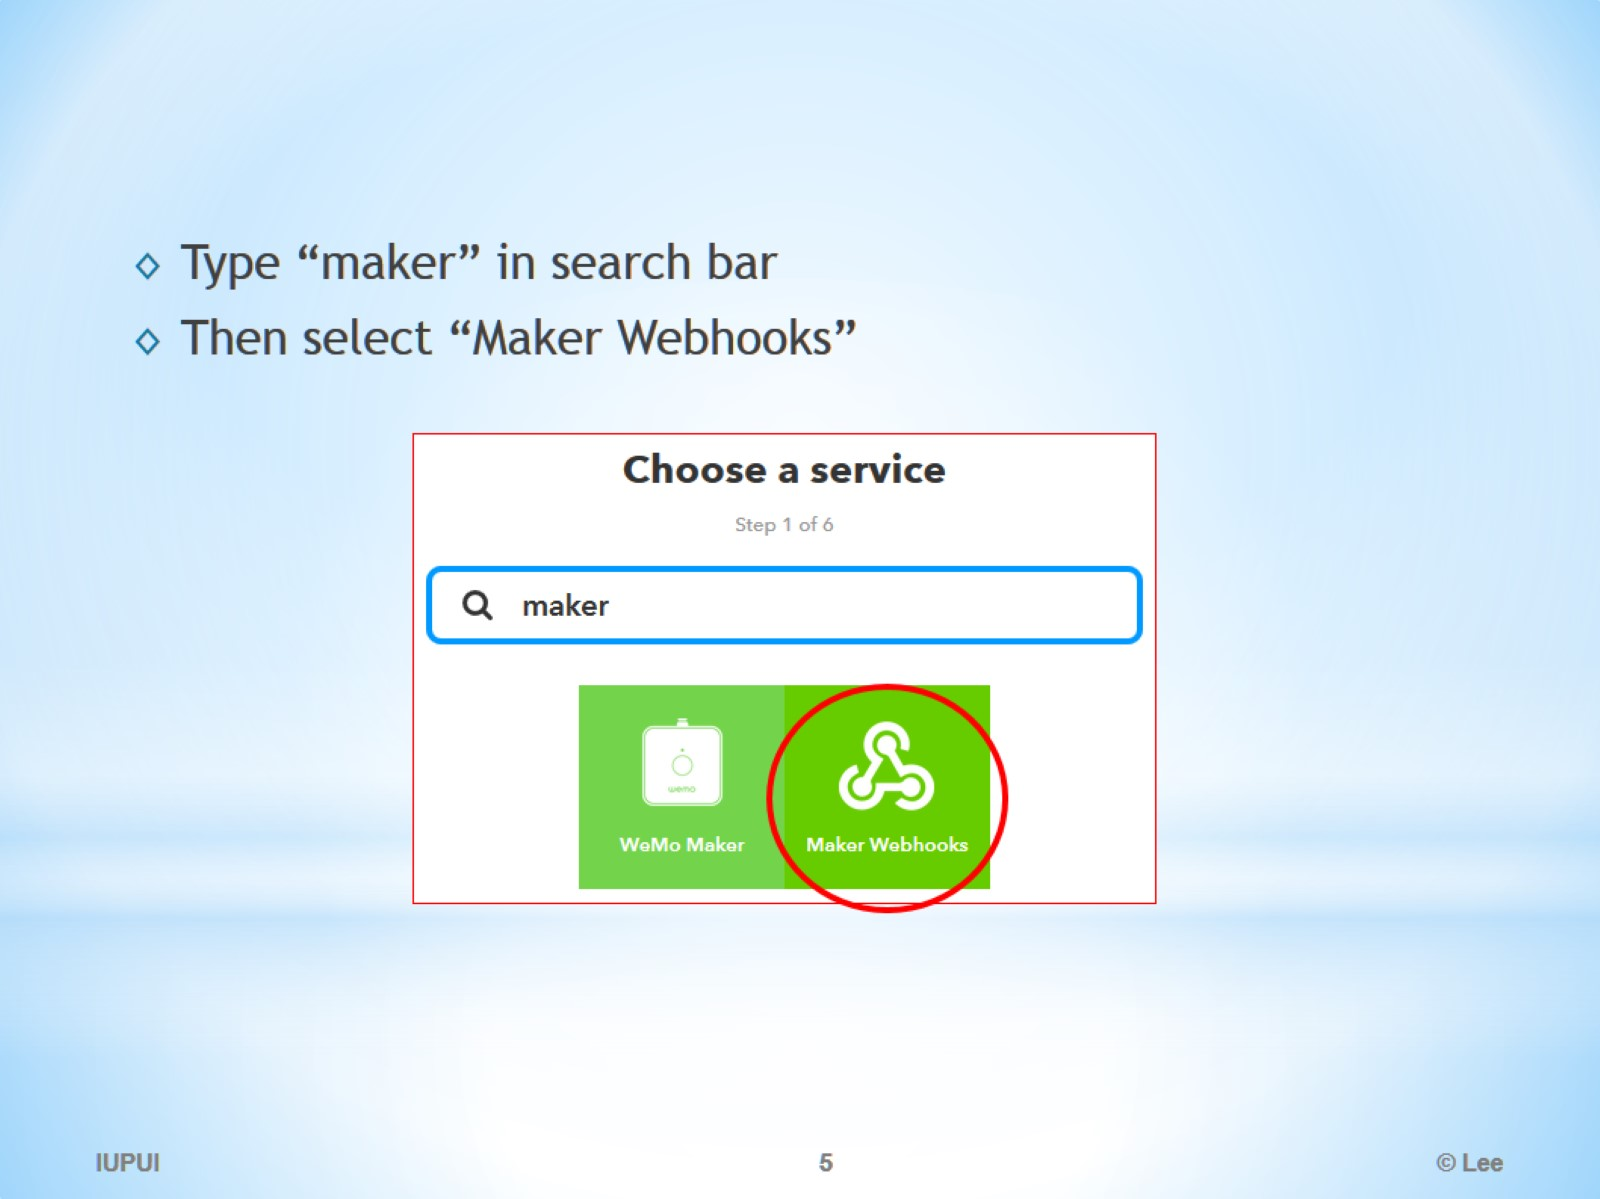 Type “maker” in search bar
Then select “Maker Webhooks”
Choose a service
Step 1 of 6
maker
wemo
WeMo Maker
Maker Webhooks
IUPUI
5
© Lee